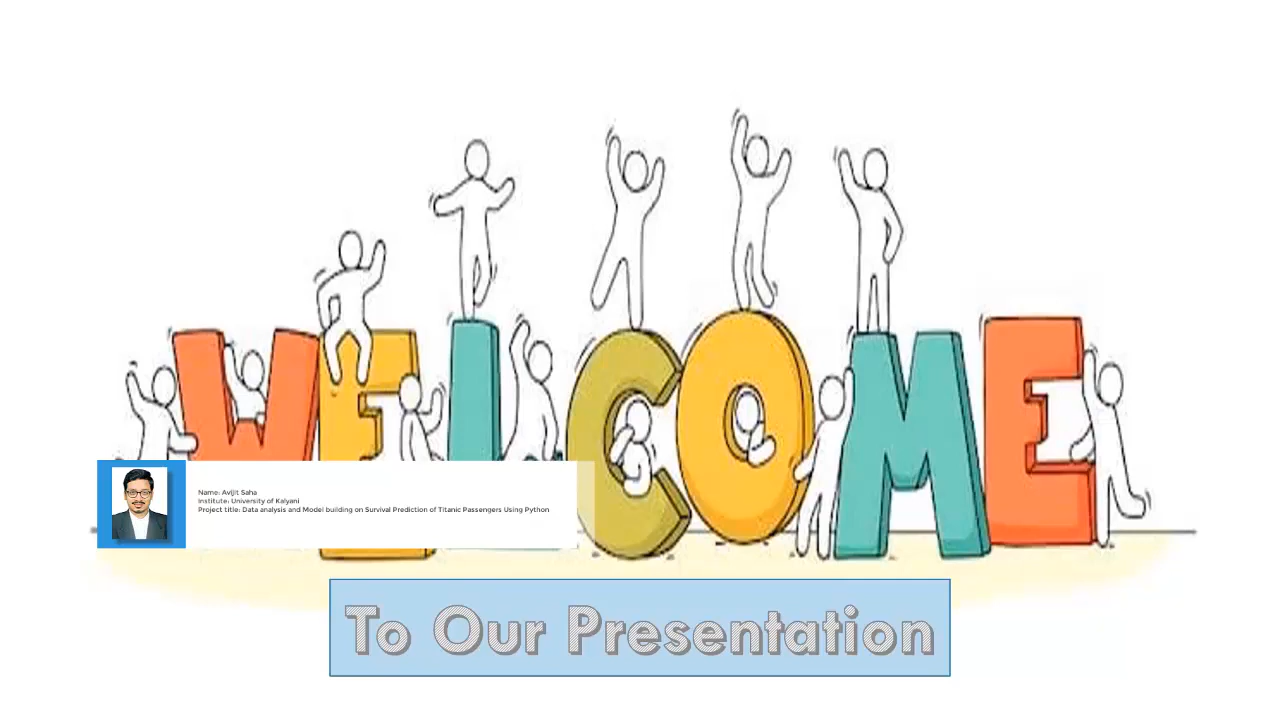 WELCOME
Name: Avijit Saha
Institute: University of Kalyani
Project title: Data analysis and Model building on Survival Prediction of Titanic Passengers Using Python
To Our Presentation